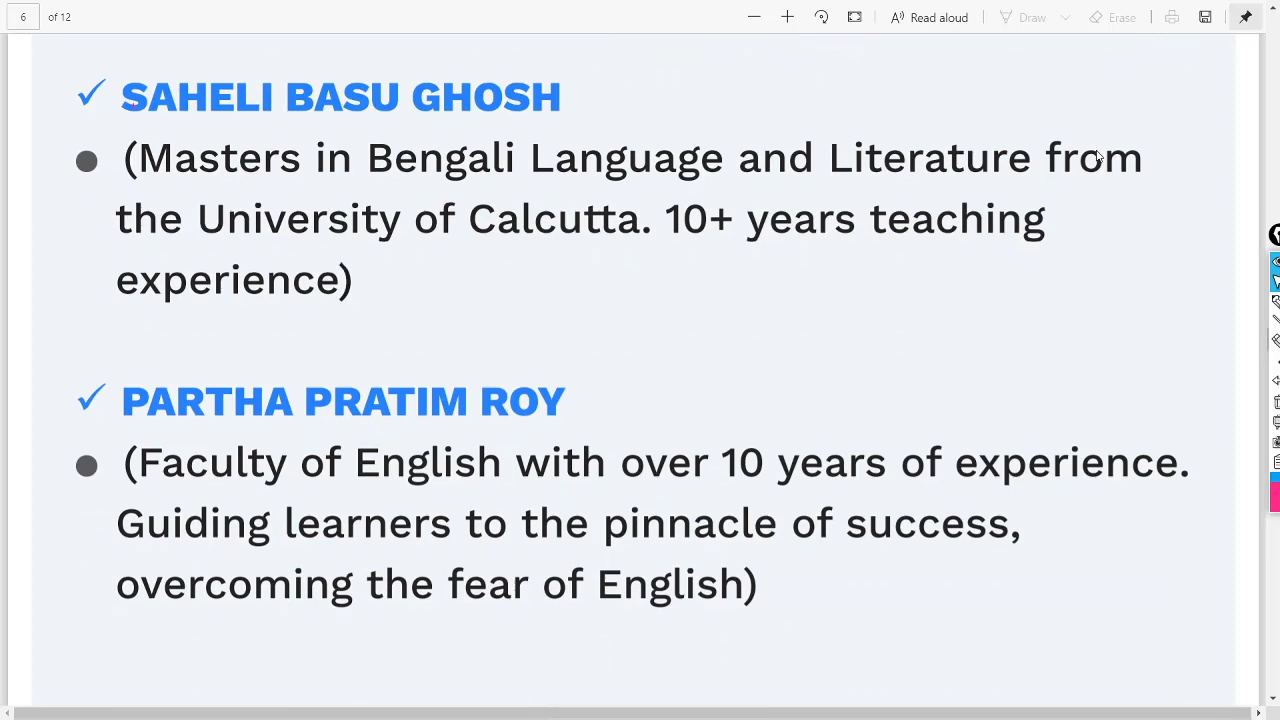 6 of 12 Read aloud Draw Erase
SAHELI BASU GHOSH
(Masters in Bengali Language and Literature from
the University of Calcutta. 10+ years teaching
experience)
PARTHA PRATIM ROY
(Faculty of English with over 10 years of experience.
Guiding learners to the pinnacle of success,
overcoming the fear of English)